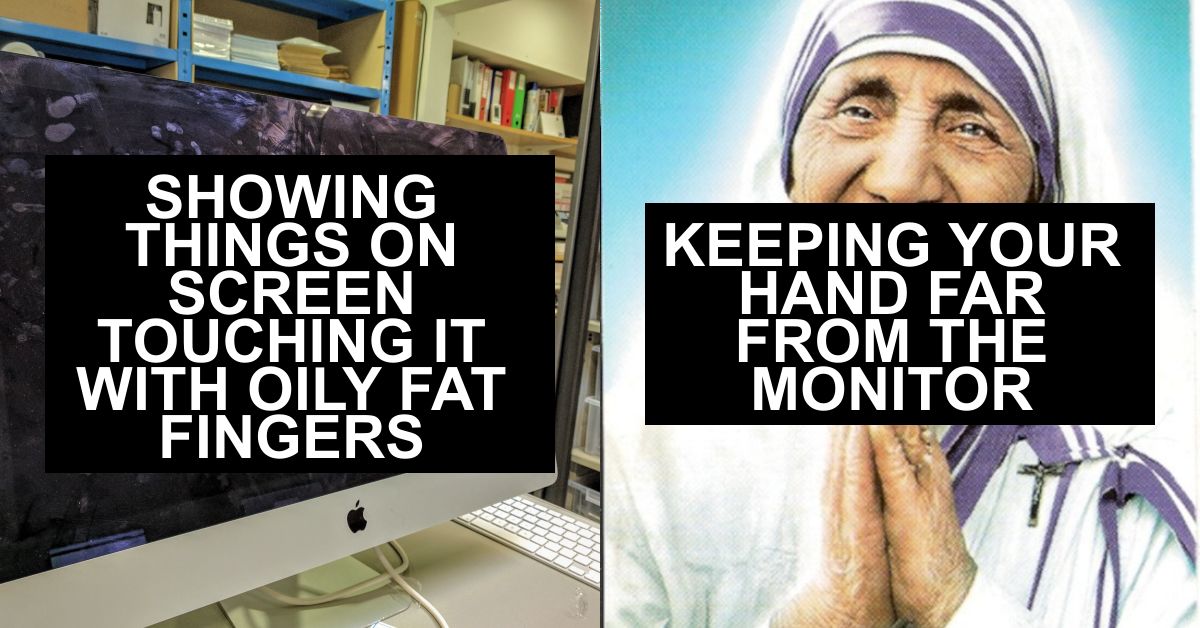 SHOWING
THINGS ON
SCREEN
TOUCHING IT
WITH OILY FAT
FINGERS
KEEPING YOUR
HAND FAR
FROM THE
MONITOR